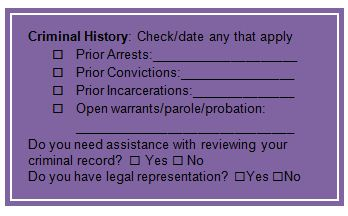 Criminal History: Check/date any that apply
☐ Prior Arrests:____________________
☐ Prior Convictions:________________
☐ Prior Incarcerations:______________
☐ Open warrants/parole/probation:
______________________________
Do you need assistance with reviewing your
criminal record? ☐ Yes ☐ No
Do you have legal representation? ☐Yes ☐No